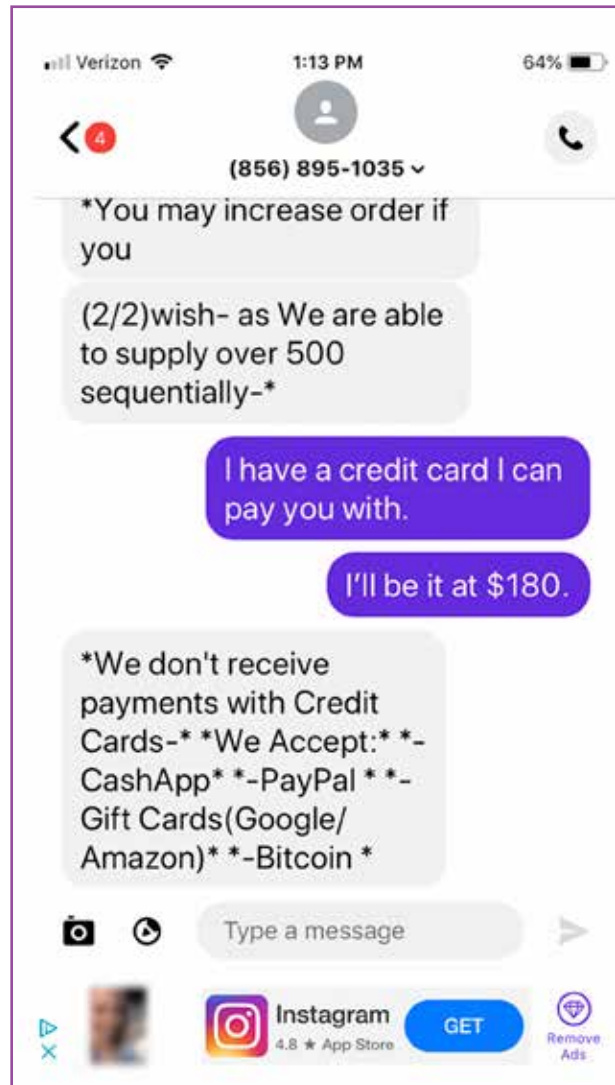 Verizon 1:13 PM 64%
4
(856) 895-1035
*You may increase order if
you
(2/2)wish- as We are able
to supply over 500
sequentially-*
I have a credit card I can
pay you with.
I'll be it at $180.
*We don't receive
payments with Credit
Cards-* *We Accept:* *-
CashApp* *-PayPal * *-
Gift Cards(Google/
Amazon)* *-Bitcoin *
Type a message
Instagram
4.8 ★ App Store
GET
Remove
Ads